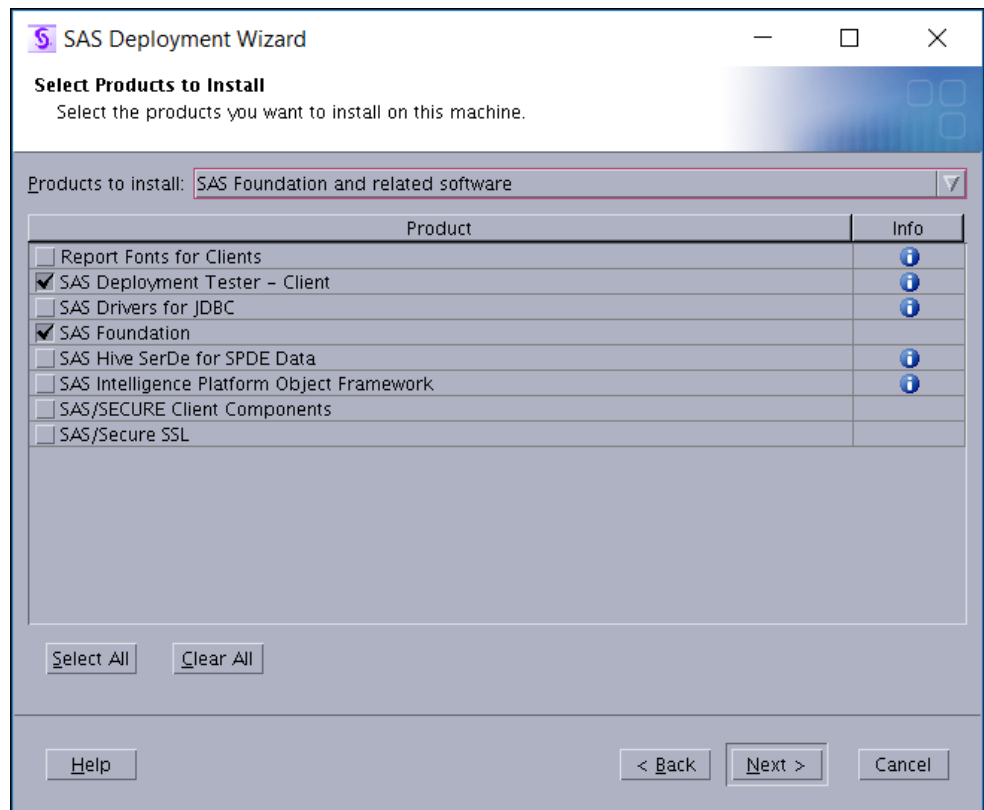 SAS Deployment Wizard
Select Products to Install
Select the products you want to install on this machine.
Products to install: SAS Foundation and related software
Product Info
Report Fonts for Clients
SAS Deployment Tester – Client
SAS Drivers for JDBC
SAS Foundation
SAS Hive SerDe for SPDE Data
SAS Intelligence Platform Object Framework
SAS/SECURE Client Components
SAS/Secure SSL
Select All Clear All
Help < Back Next > Cancel